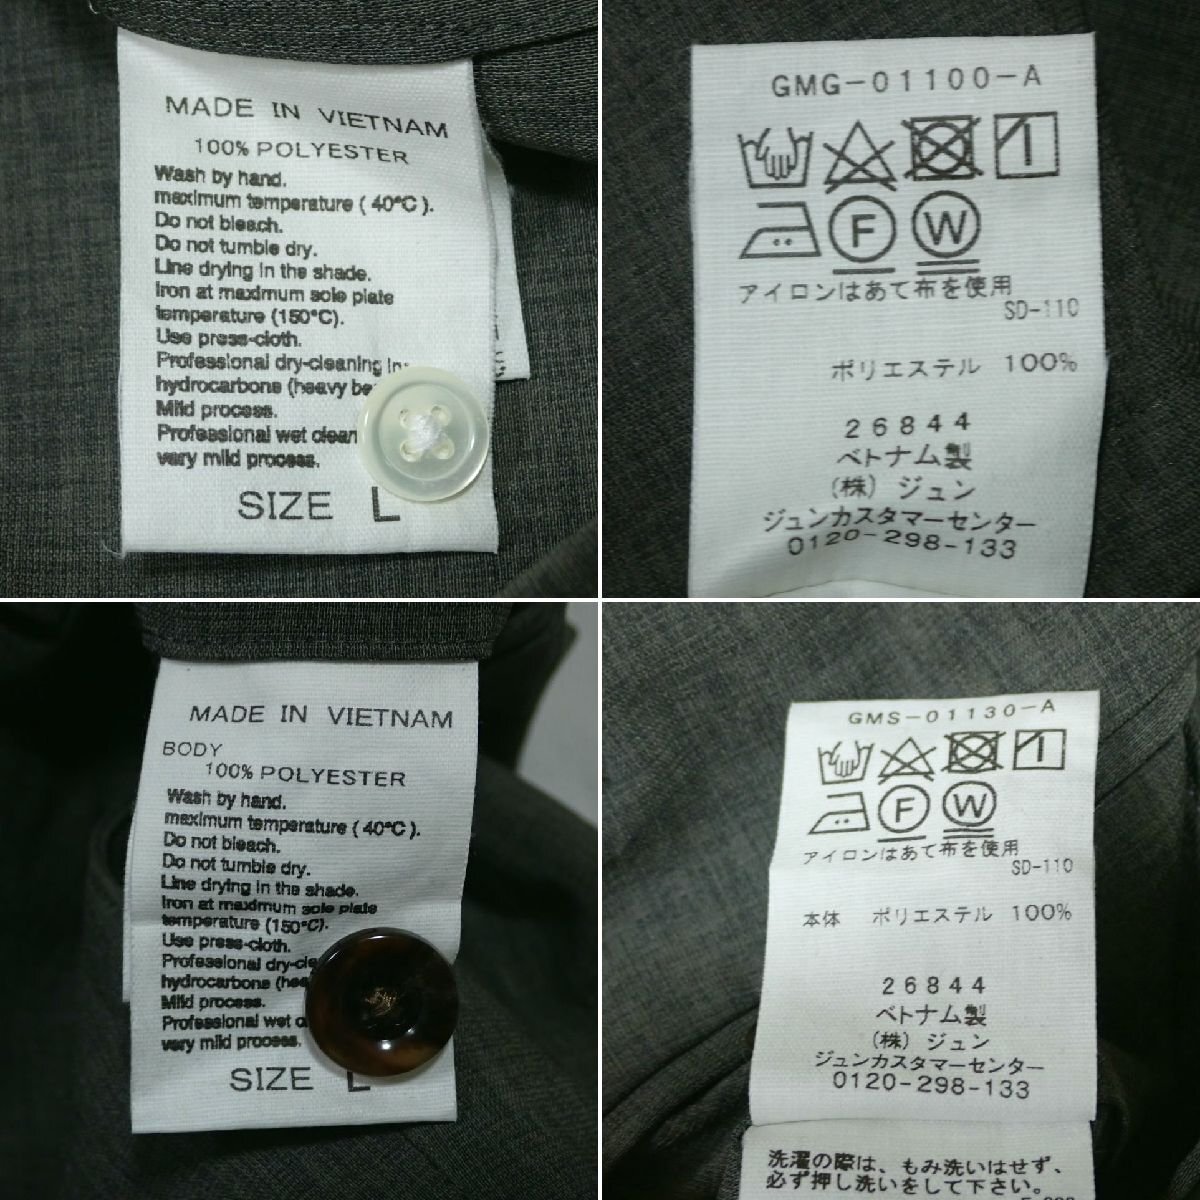 MADE IN VIETNAM
100% POLYESTER
Wash by hand.
maximum temperature ( 40℃ ).
Do not bleach.
Do not tumble dry.
Line drying in the shade.
Iron at maximum sole plate
temperature (150℃).
Use press-cloth.
Professional dry-cleaning in
hydrocarbons (heavy
Mild process.
Professional wet
very mild process.
SIZE L
GMG-01100-A
F W
アイロンはあて布を使用
SD-110
ポリエステル 100%
26844
ベトナム製
(株) ジュン
ジュンカスタマーセンター
0120-298-133
MADE IN VIETNAM
BODY
100% POLYESTER
Wash by hand.
maximum temperature ( 40℃ ).
Do not bleach.
Do not tumble dry.
Line drying in the shade.
Iron at maximum sole plate
temperature (150℃).
Use press-cloth.
Professional
hydrocarbons
Mild process.
Professional wet
very mild process.
SIZE L
GMS-01130-A
F W
アイロンはあて布を使用
SD-110
本体 ポリエステル 100%
26844
ベトナム製
(株) ジュン
ジュンカスタマーセンター
0120-298-133
洗濯の際は、もみ洗いはせず、
必ず押し洗いをして下さい。